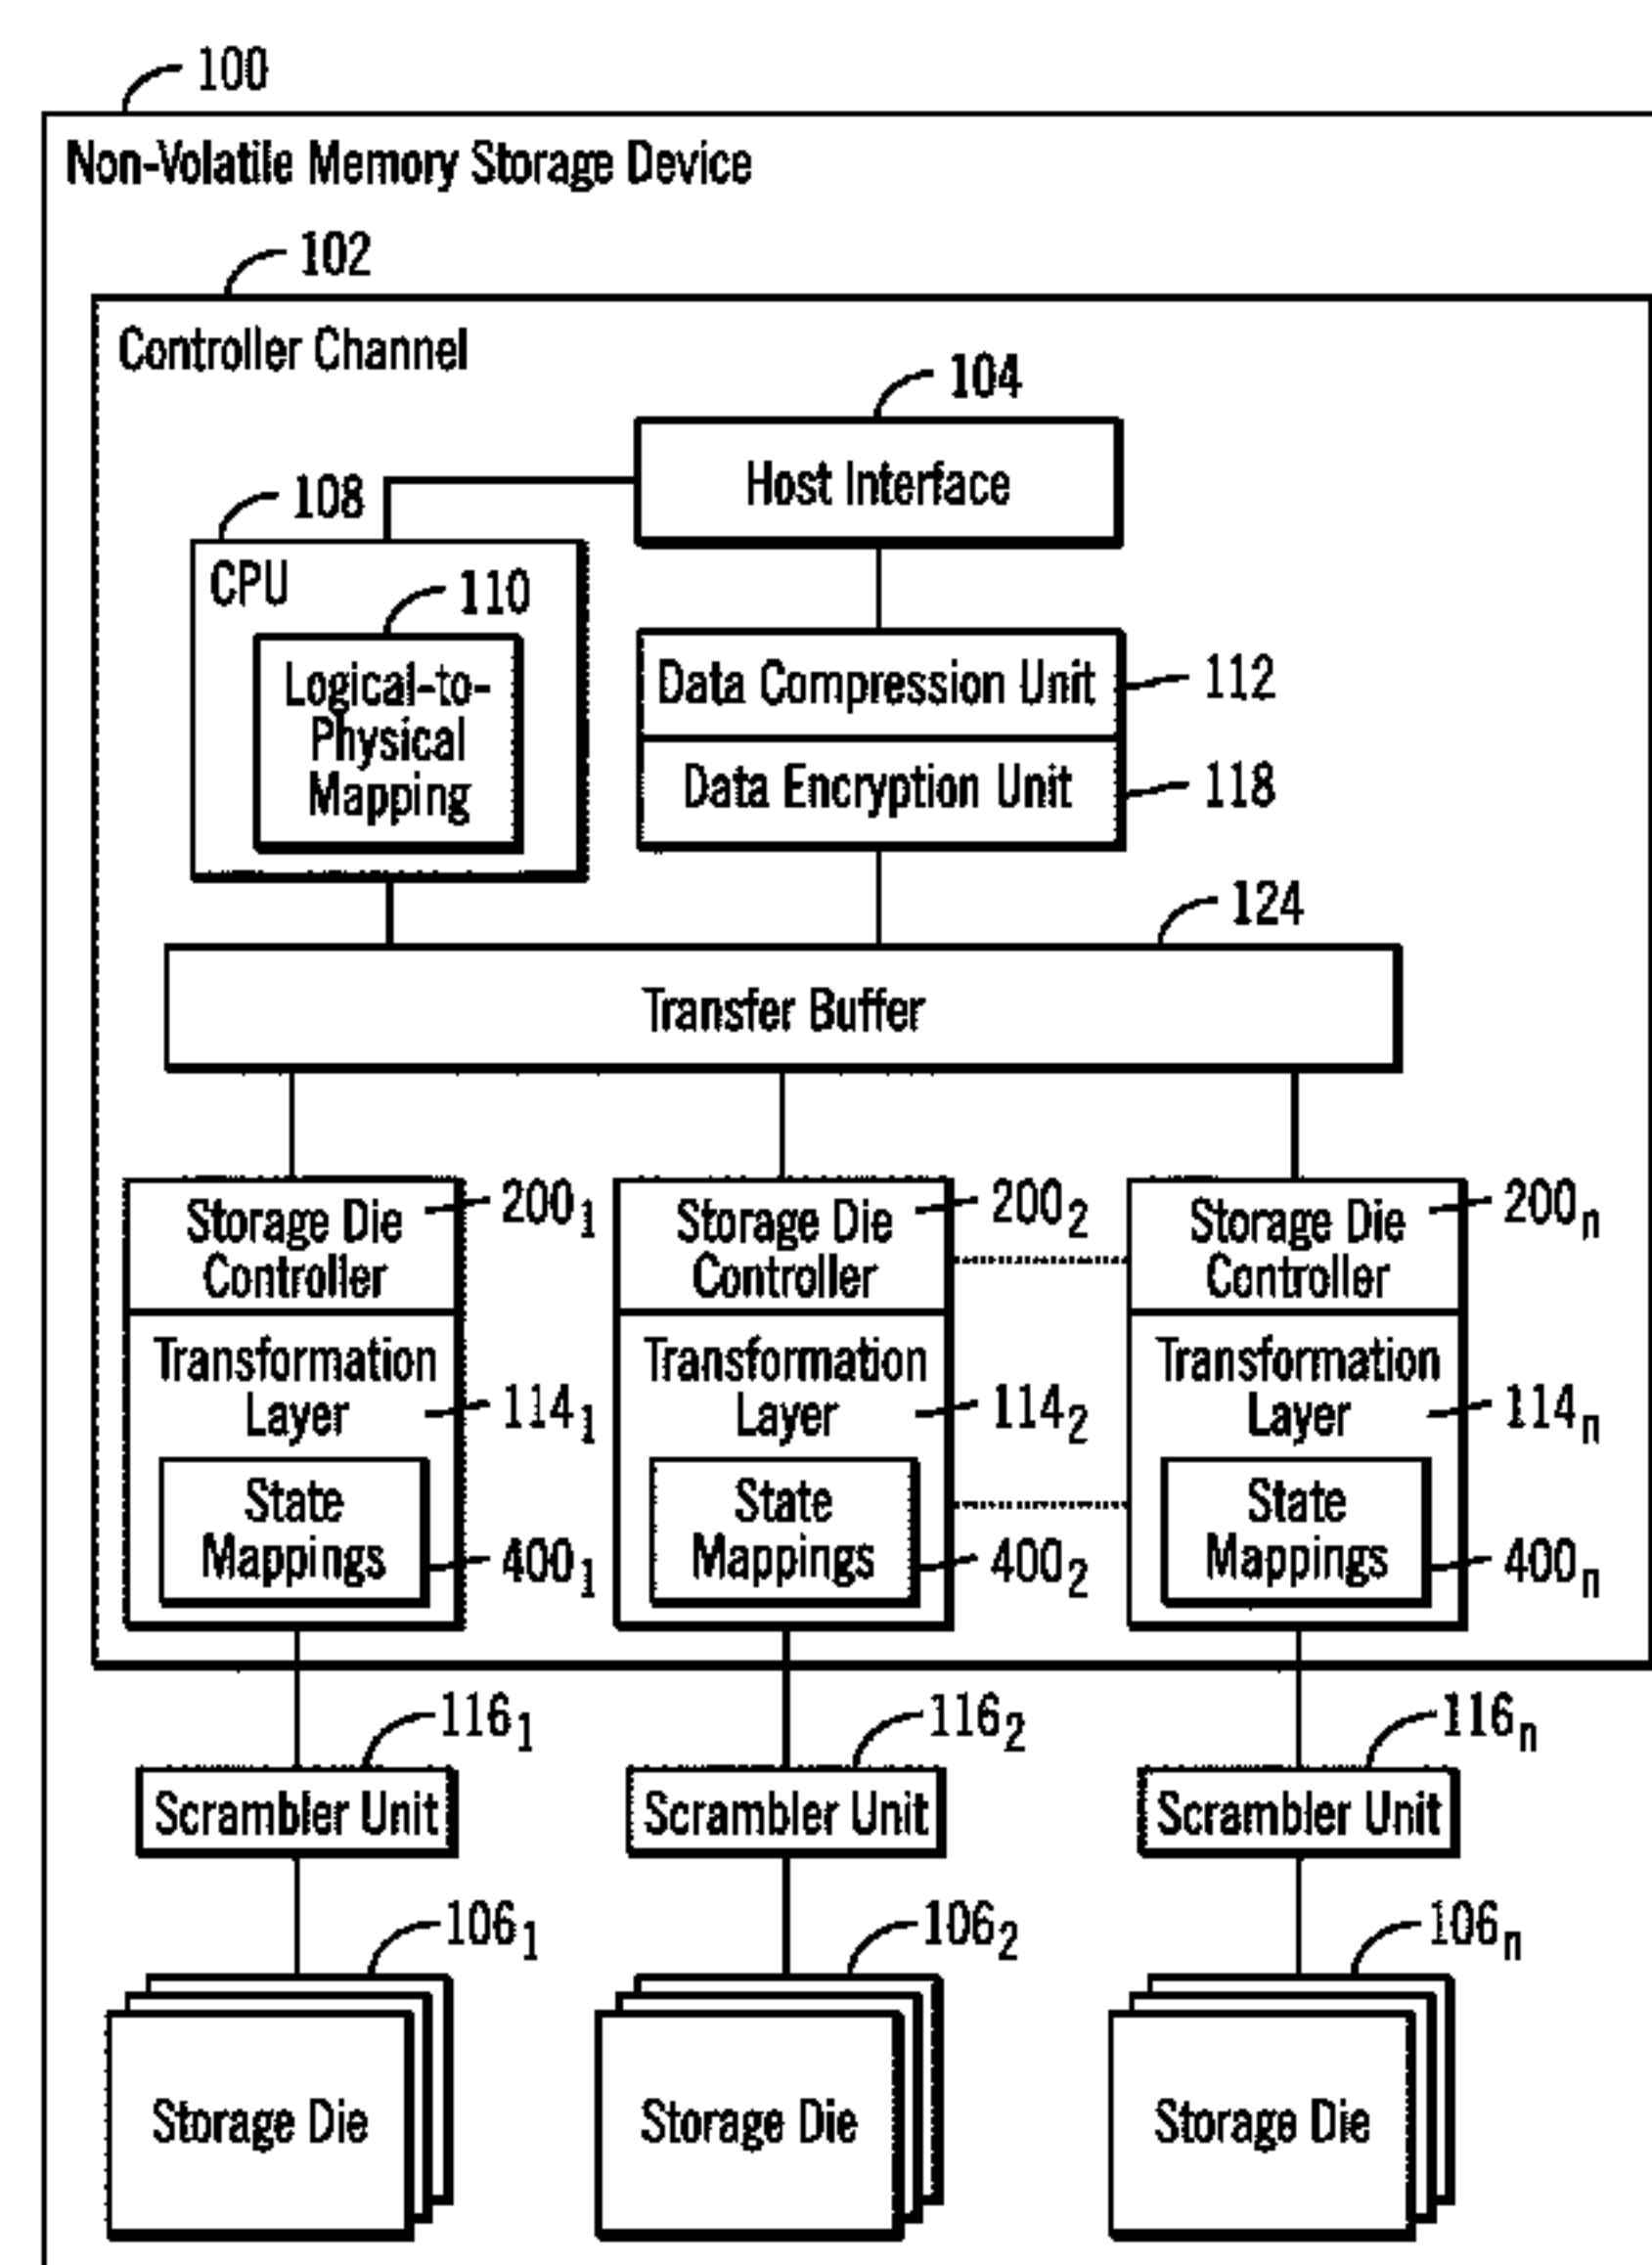 100
Non-Volatile Memory Storage Device
102
Controller Channel
104
Host Interface
108
CPU
110
Logical-to-
Physical
Mapping
Data Compression Unit
112
Data Encryption Unit
118
124
Transfer Buffer
Storage Die
Controller
200₁
Transformation
Layer
114₁
State
Mappings
400₁
Storage Die
Controller
200₂
Transformation
Layer
114₂
State
Mappings
400₂
Storage Die
Controller
200ₙ
Transformation
Layer
114ₙ
State
Mappings
400ₙ
116₁
Scrambler Unit
116₂
Scrambler Unit
116ₙ
Scrambler Unit
106₁
Storage Die
106₂
Storage Die
106ₙ
Storage Die